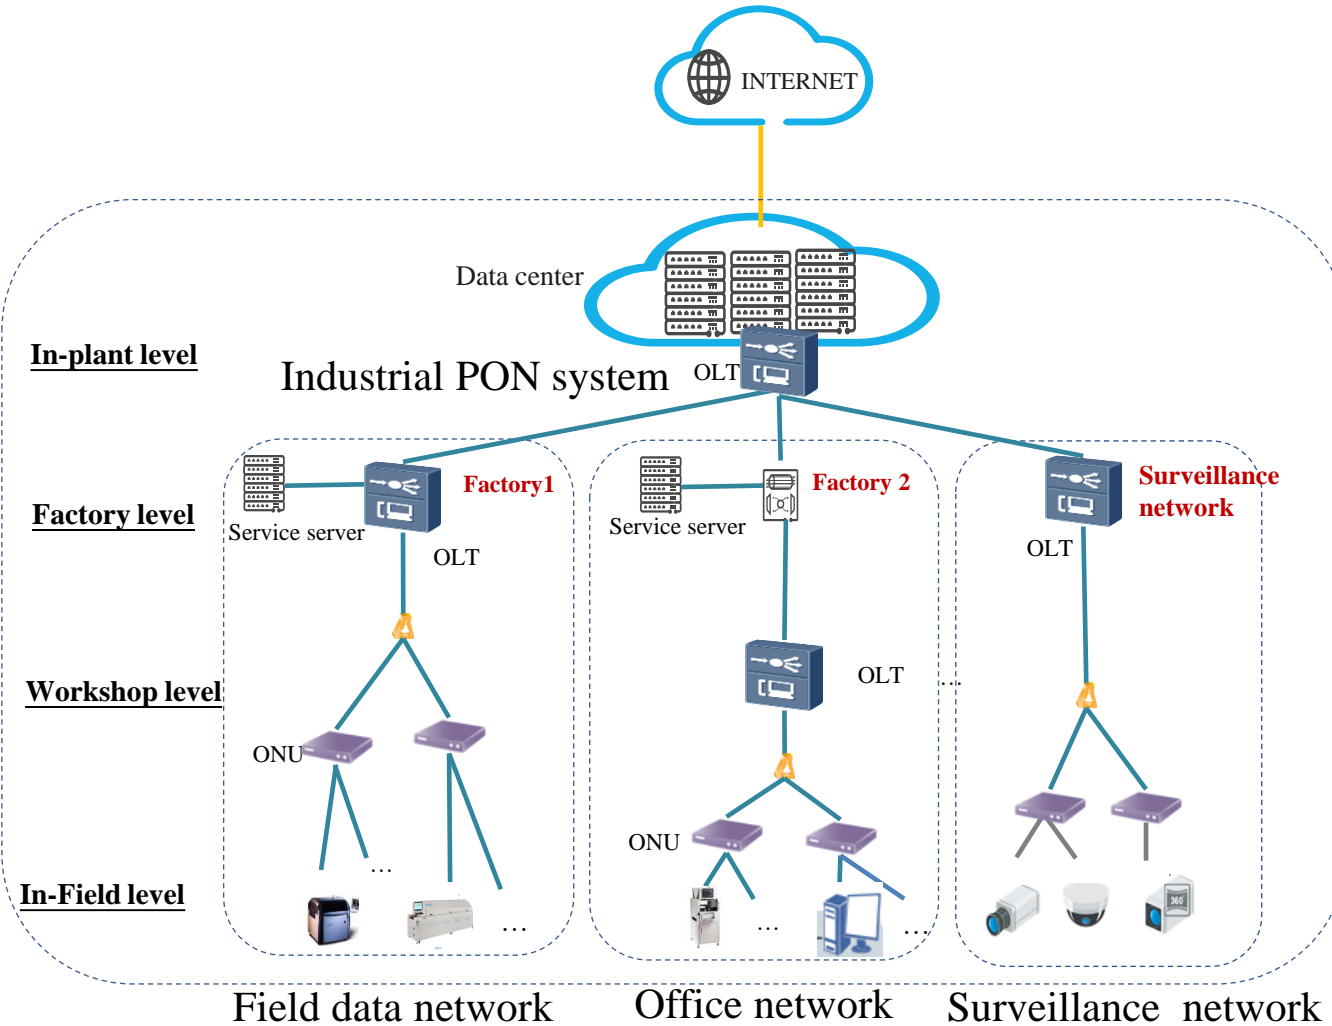 INTERNET
Data center
In-plant level
Industrial PON system
OLT
Factory1
Factory 2
Surveillance
network
Factory level
Service server
Service server
OLT
OLT
Workshop level
OLT
...
ONU
ONU
...
In-Field level
360°
...
...
...
Field data network
Office network
Surveillance network